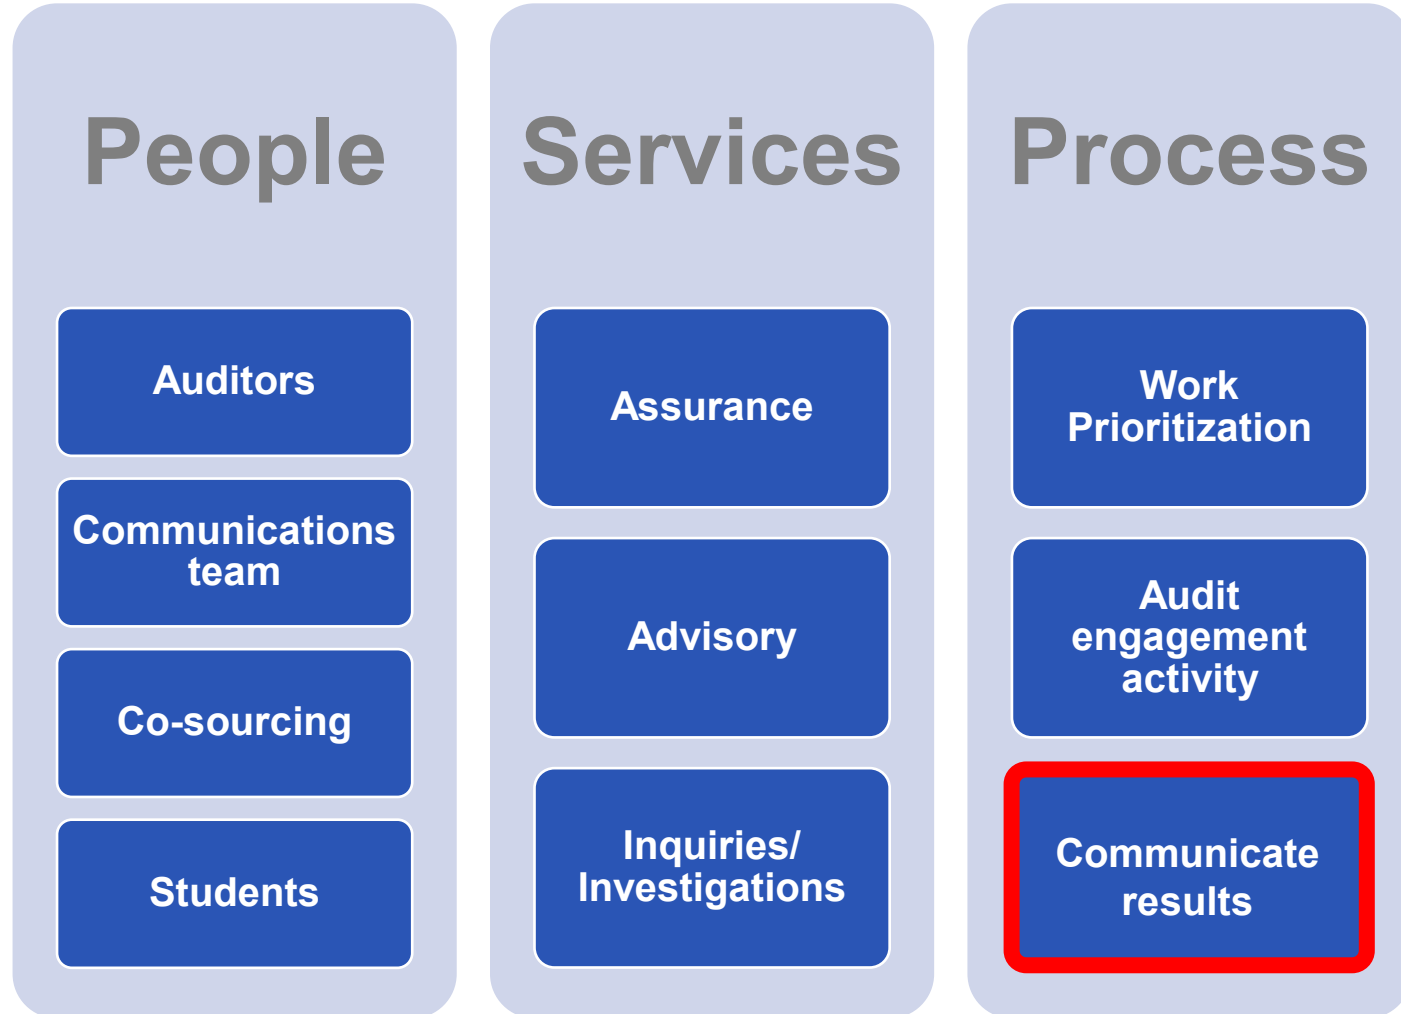 People
Auditors
Communications
team
Co-sourcing
Students
Services
Assurance
Advisory
Inquiries/
Investigations
Process
Work
Prioritization
Audit
engagement
activity
Communicate
results